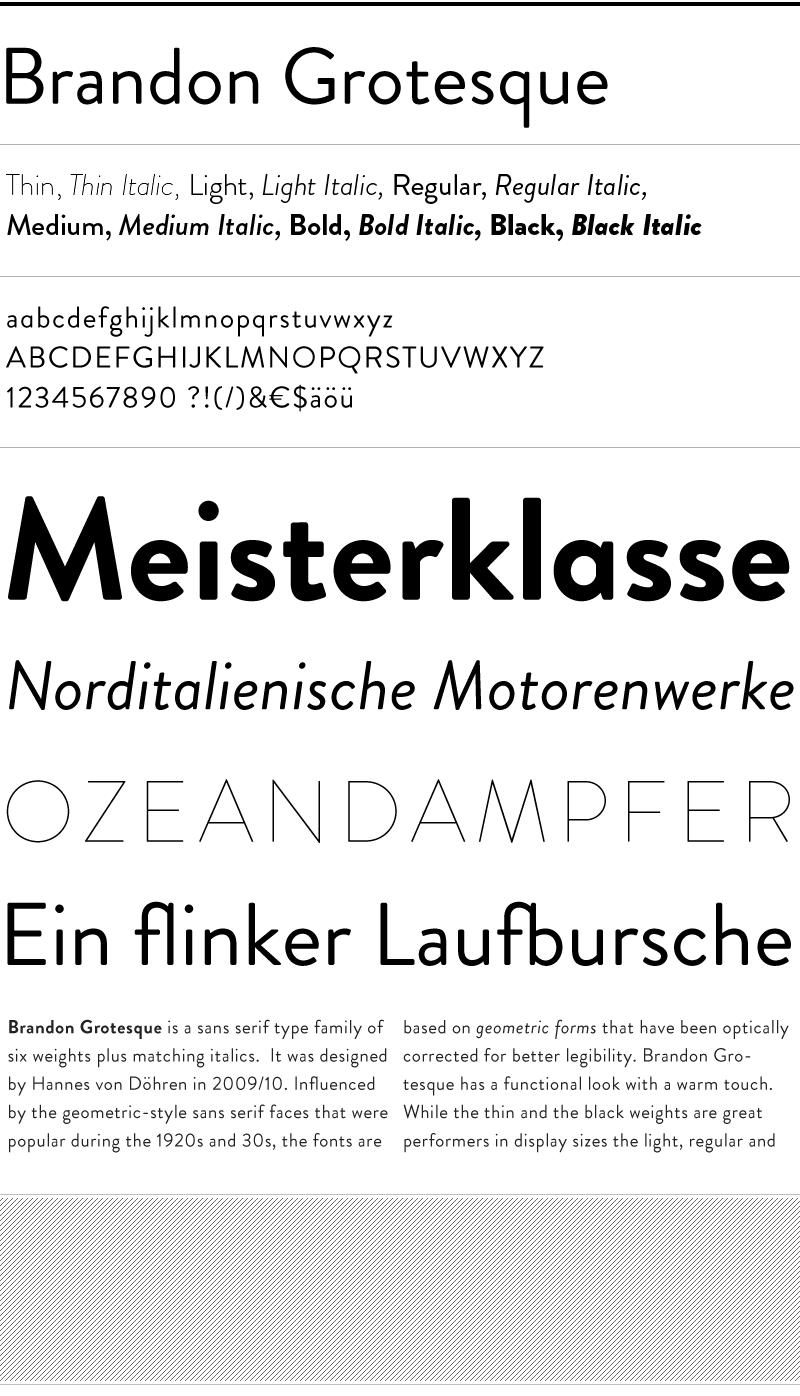 Brandon Grotesque
Thin, Thin Italic, Light, Light Italic, Regular, Regular Italic,
Medium, Medium Italic, Bold, Bold Italic, Black, Black Italic
aɑbcdefghijklmnopqrstuvwxyz
ABCDEFGHIJKLMNOPQRSTUVWXYZ
1234567890 ?!(/)&€$äöü
Meisterklasse
Norditalienische Motorenwerke
OZEANDAMPFER
Ein flinker Laufbursche
Brandon Grotesque is a sans serif type family of
six weights plus matching italics. It was designed
by Hannes von Döhren in 2009/10. Influenced
by the geometric-style sans serif faces that were
popular during the 1920s and 30s, the fonts are
based on geometric forms that have been optically
corrected for better legibility. Brandon Gro-
tesque has a functional look with a warm touch.
While the thin and the black weights are great
performers in display sizes the light, regular and